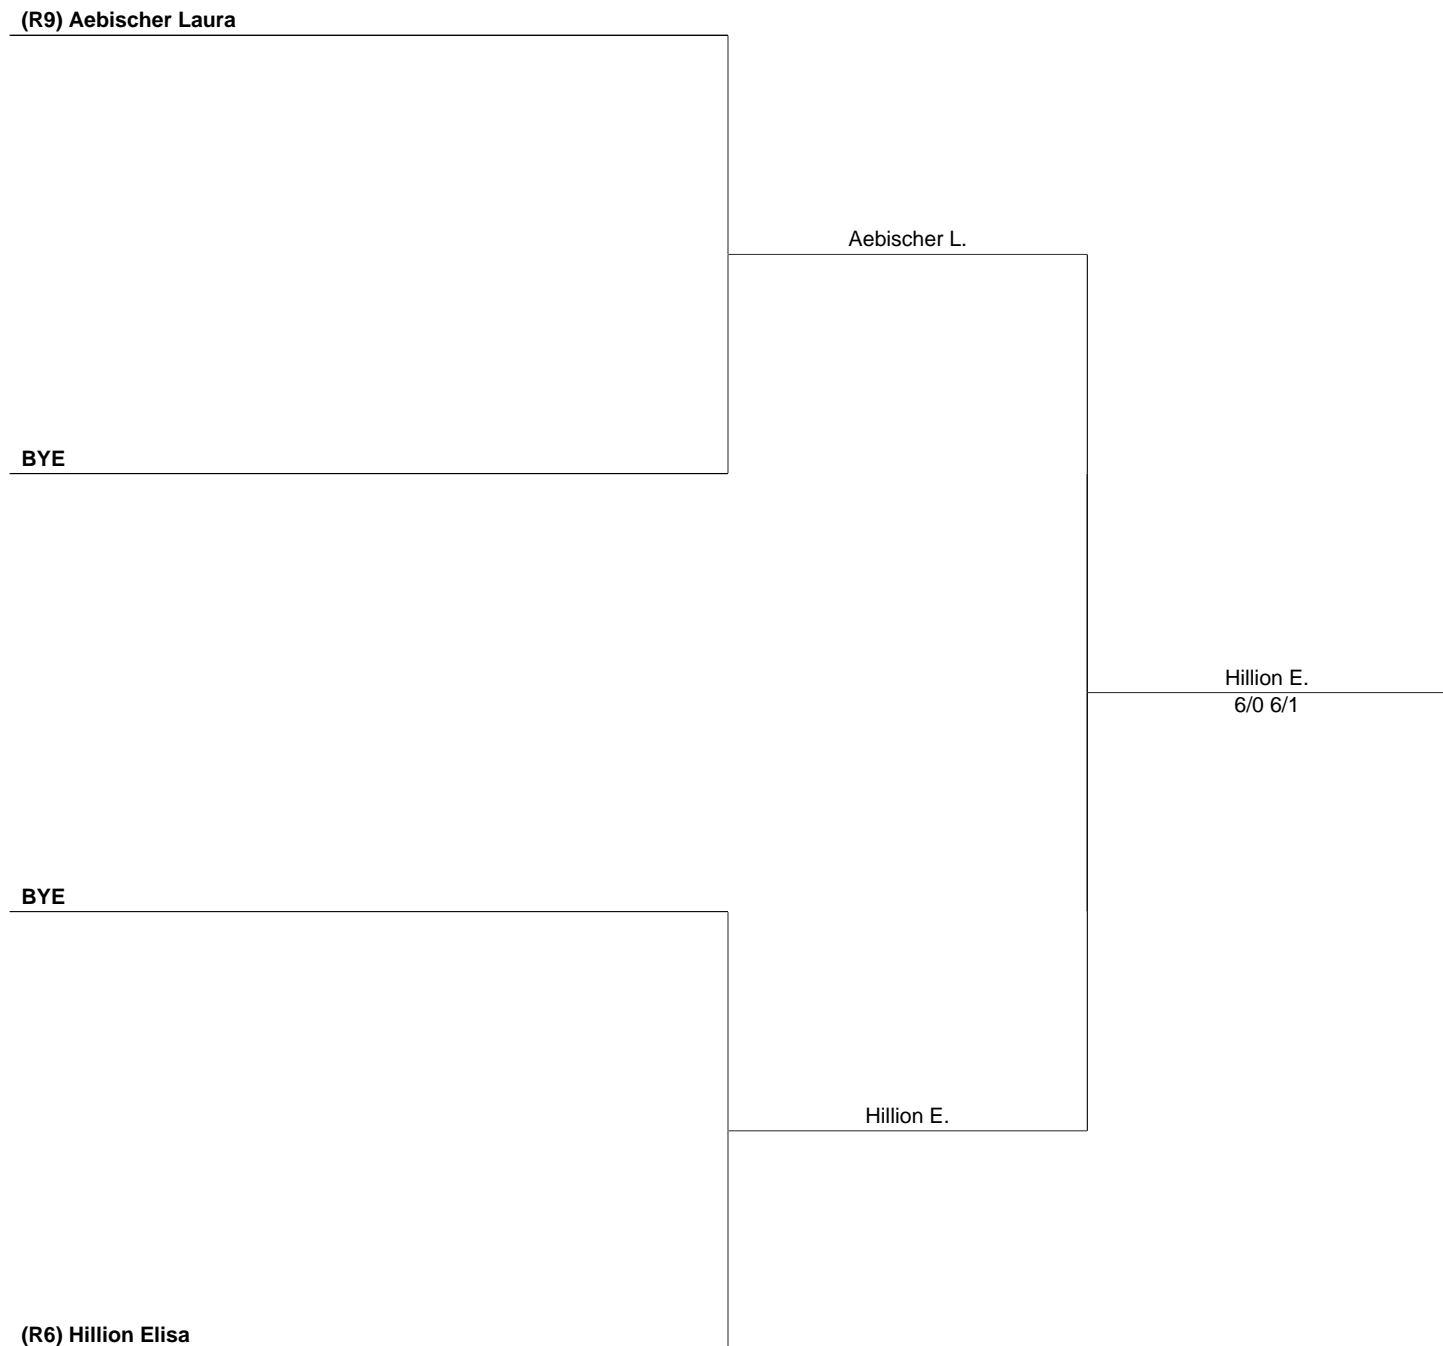 (R9) Aebischer Laura
Aebischer L.
BYE
Hillion E.
6/0 6/1
BYE
Hillion E.
(R6) Hillion Elisa